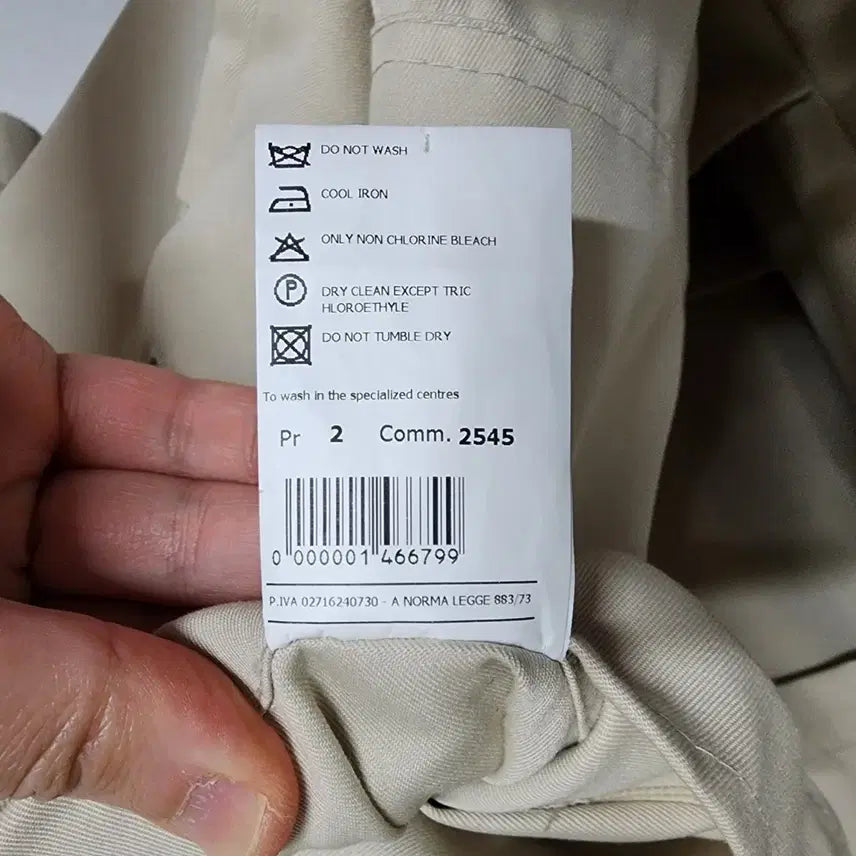 DO NOT WASH
COOL IRON
ONLY NON CHLORINE BLEACH
P
DRY CLEAN EXCEPT TRIC
HLOROETHYLE
DO NOT TUMBLE DRY
To wash in the specialized centres
Pr 2 Comm. 2545
0 000001 466799
P.IVA 02716240730 - A NORMA LEGGE 883/73